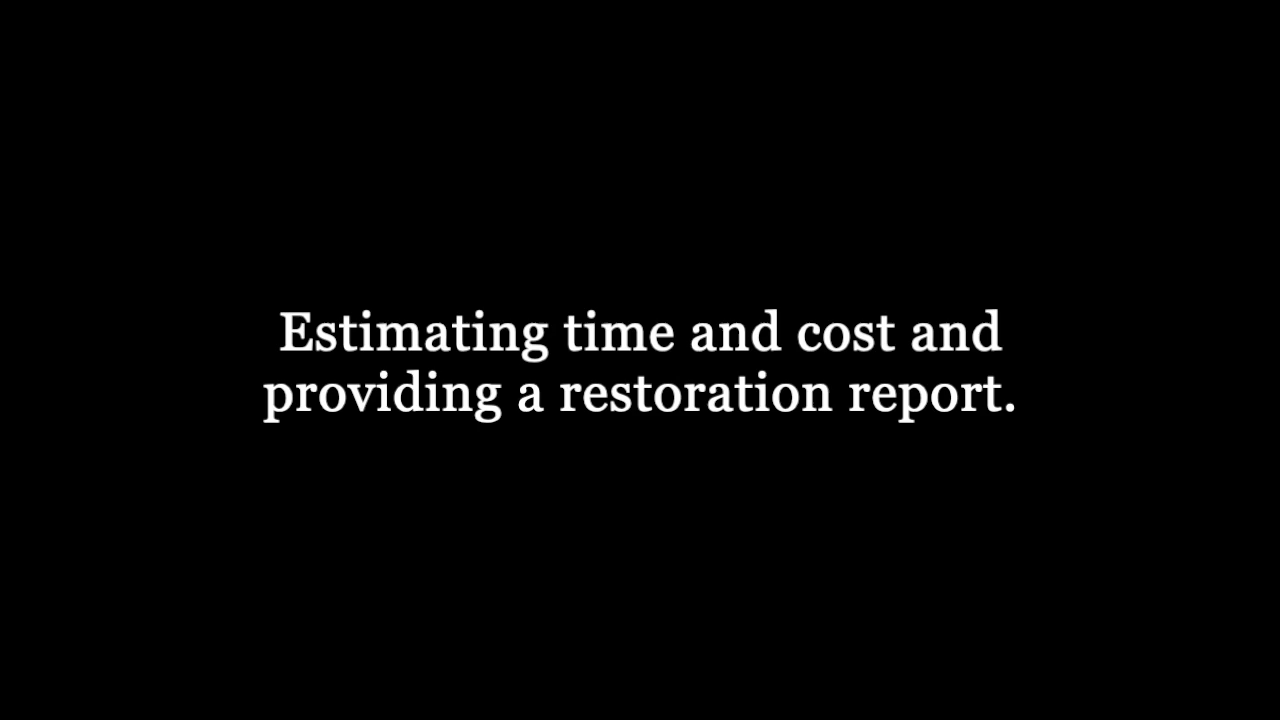 Estimating time and cost and
providing a restoration report.